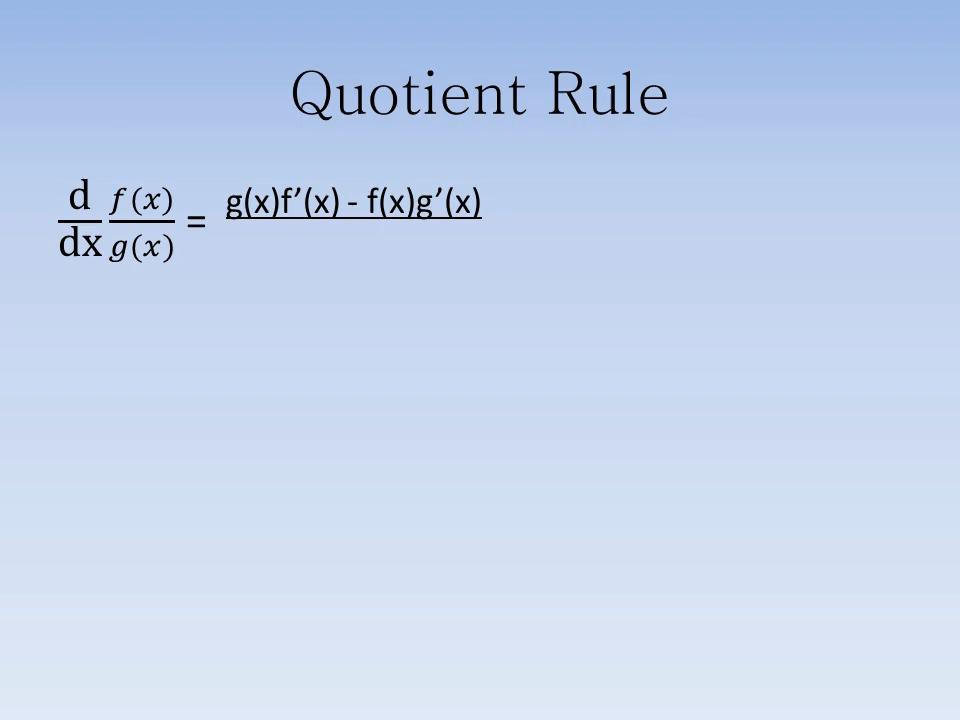 Quotient Rule
d/dx 𝑓(𝑥)/𝑔(𝑥) = g(x)f’(x) - f(x)g’(x)